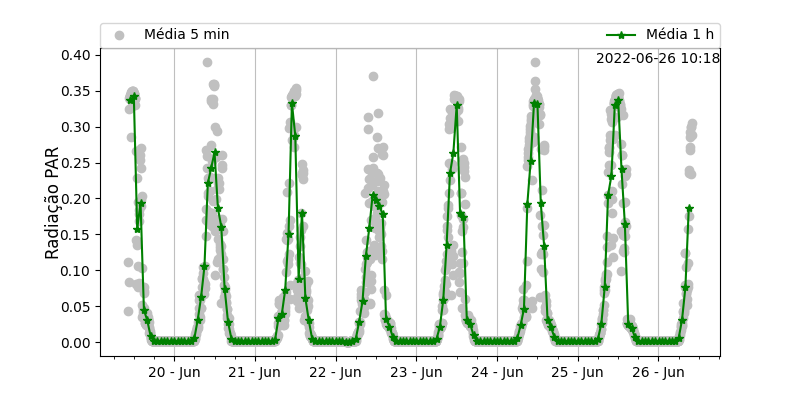 Média 5 min
Média 1 h
2022-06-26 10:18
Radiação PAR
0.40
0.35
0.30
0.25
0.20
0.15
0.10
0.05
0.00
20 - Jun
21 - Jun
22 - Jun
23 - Jun
24 - Jun
25 - Jun
26 - Jun